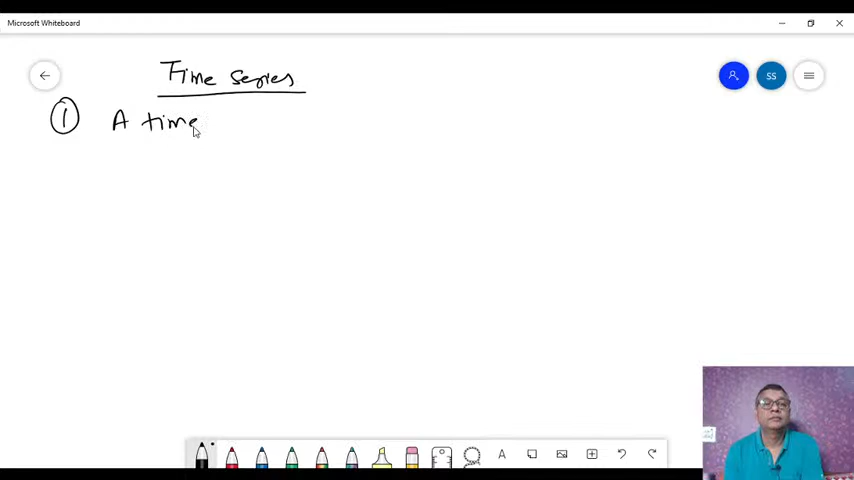 Microsoft Whiteboard
Time series
SS
① A time
A